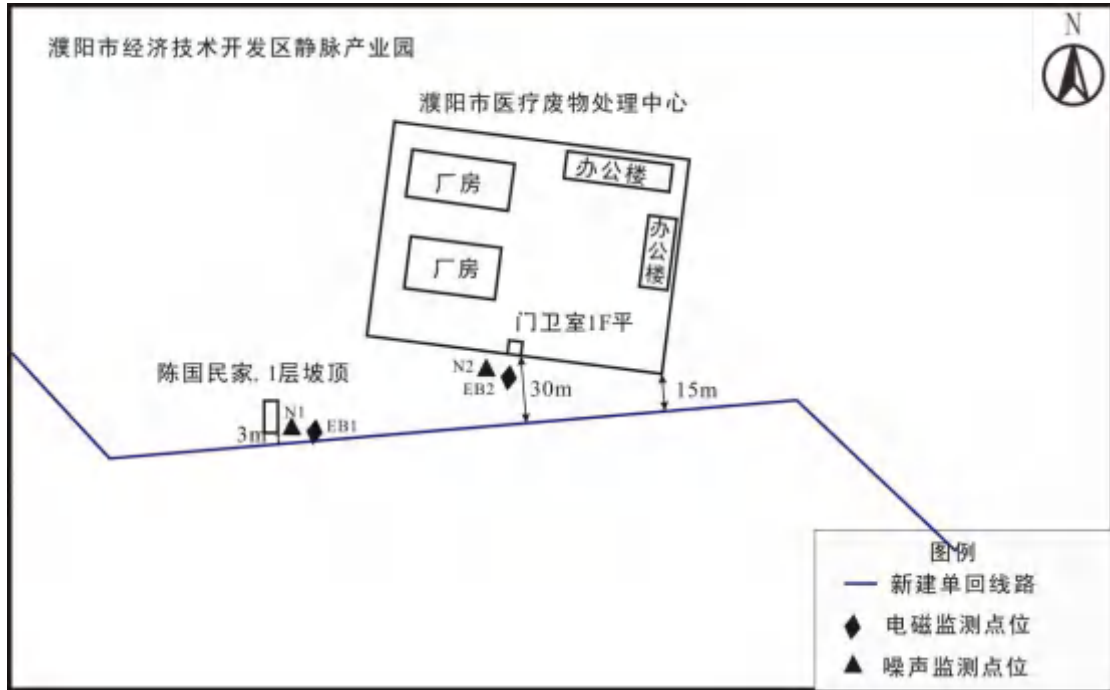 N
濮阳市经济技术开发区静脉产业园
濮阳市医疗废物处理中心
厂房
办公楼
办公楼
厂房
门卫室1F平
陈国民家,1层坡顶
N2
EB2
30m
15m
N1
3m
EB1
图例
新建单回线路
电磁监测点位
噪声监测点位